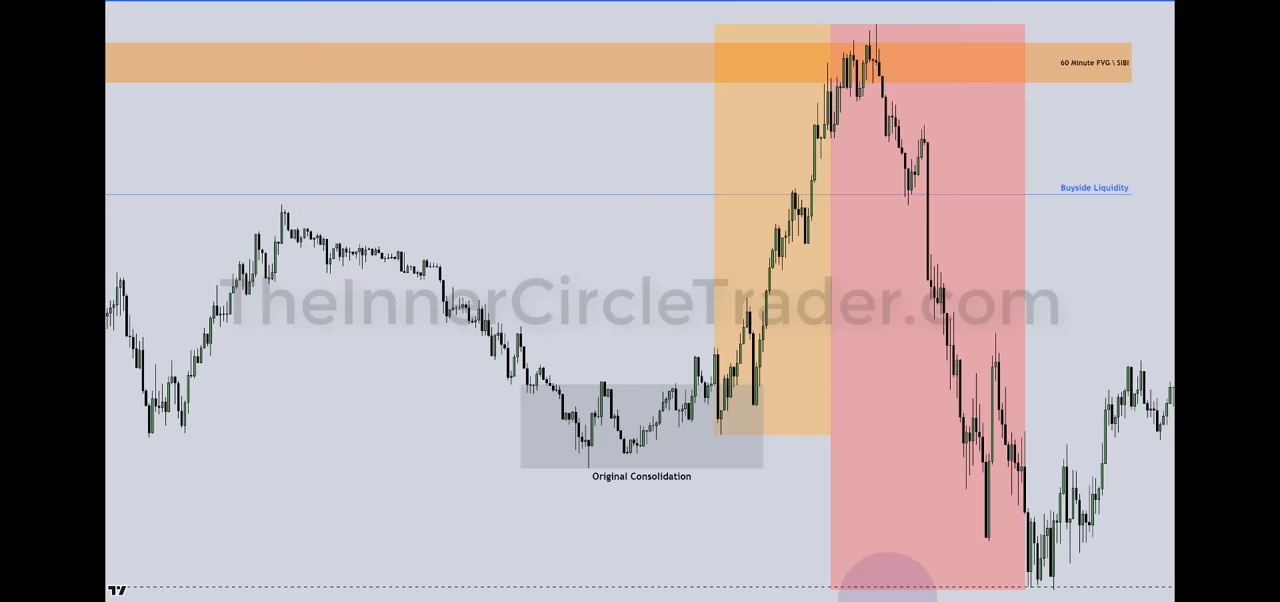 60 Minute FVG \ SIBI
Buyside Liquidity
TheInnerCircleTrader.com
Original Consolidation